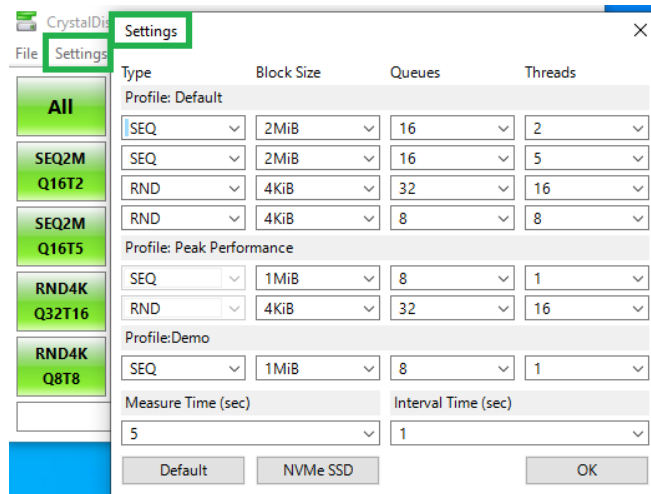 CrystalDis
Settings
File Settings
Type Block Size Queues Threads
Profile: Default
All
SEQ 2MiB 16 2
SEQ2M
Q16T2
SEQ 2MiB 16 5
RND 4KiB 32 16
SEQ2M
Q16T5
RND 4KiB 8 8
Profile: Peak Performance
RND4K
Q32T16
SEQ 1MiB 8 1
RND 4KiB 32 16
Profile:Demo
RND4K
Q8T8
SEQ 1MiB 8 1
Measure Time (sec) Interval Time (sec)
5 1
Default NVMe SSD OK